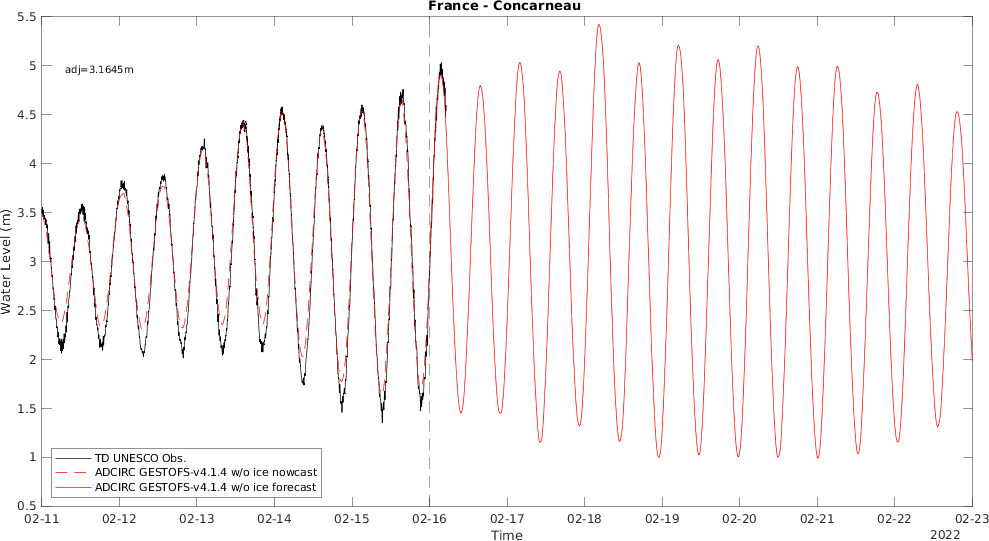 France - Concarneau
adj=3.1645m
Water Level (m)
5.5
5
4.5
4
3.5
3
2.5
2
1.5
1
0.5
TD UNESCO Obs.
ADCIRC GESTOFS-v4.1.4 w/o ice nowcast
ADCIRC GESTOFS-v4.1.4 w/o ice forecast
02-11 02-12 02-13 02-14 02-15 02-16 02-17 02-18 02-19 02-20 02-21 02-22 02-23
Time
2022